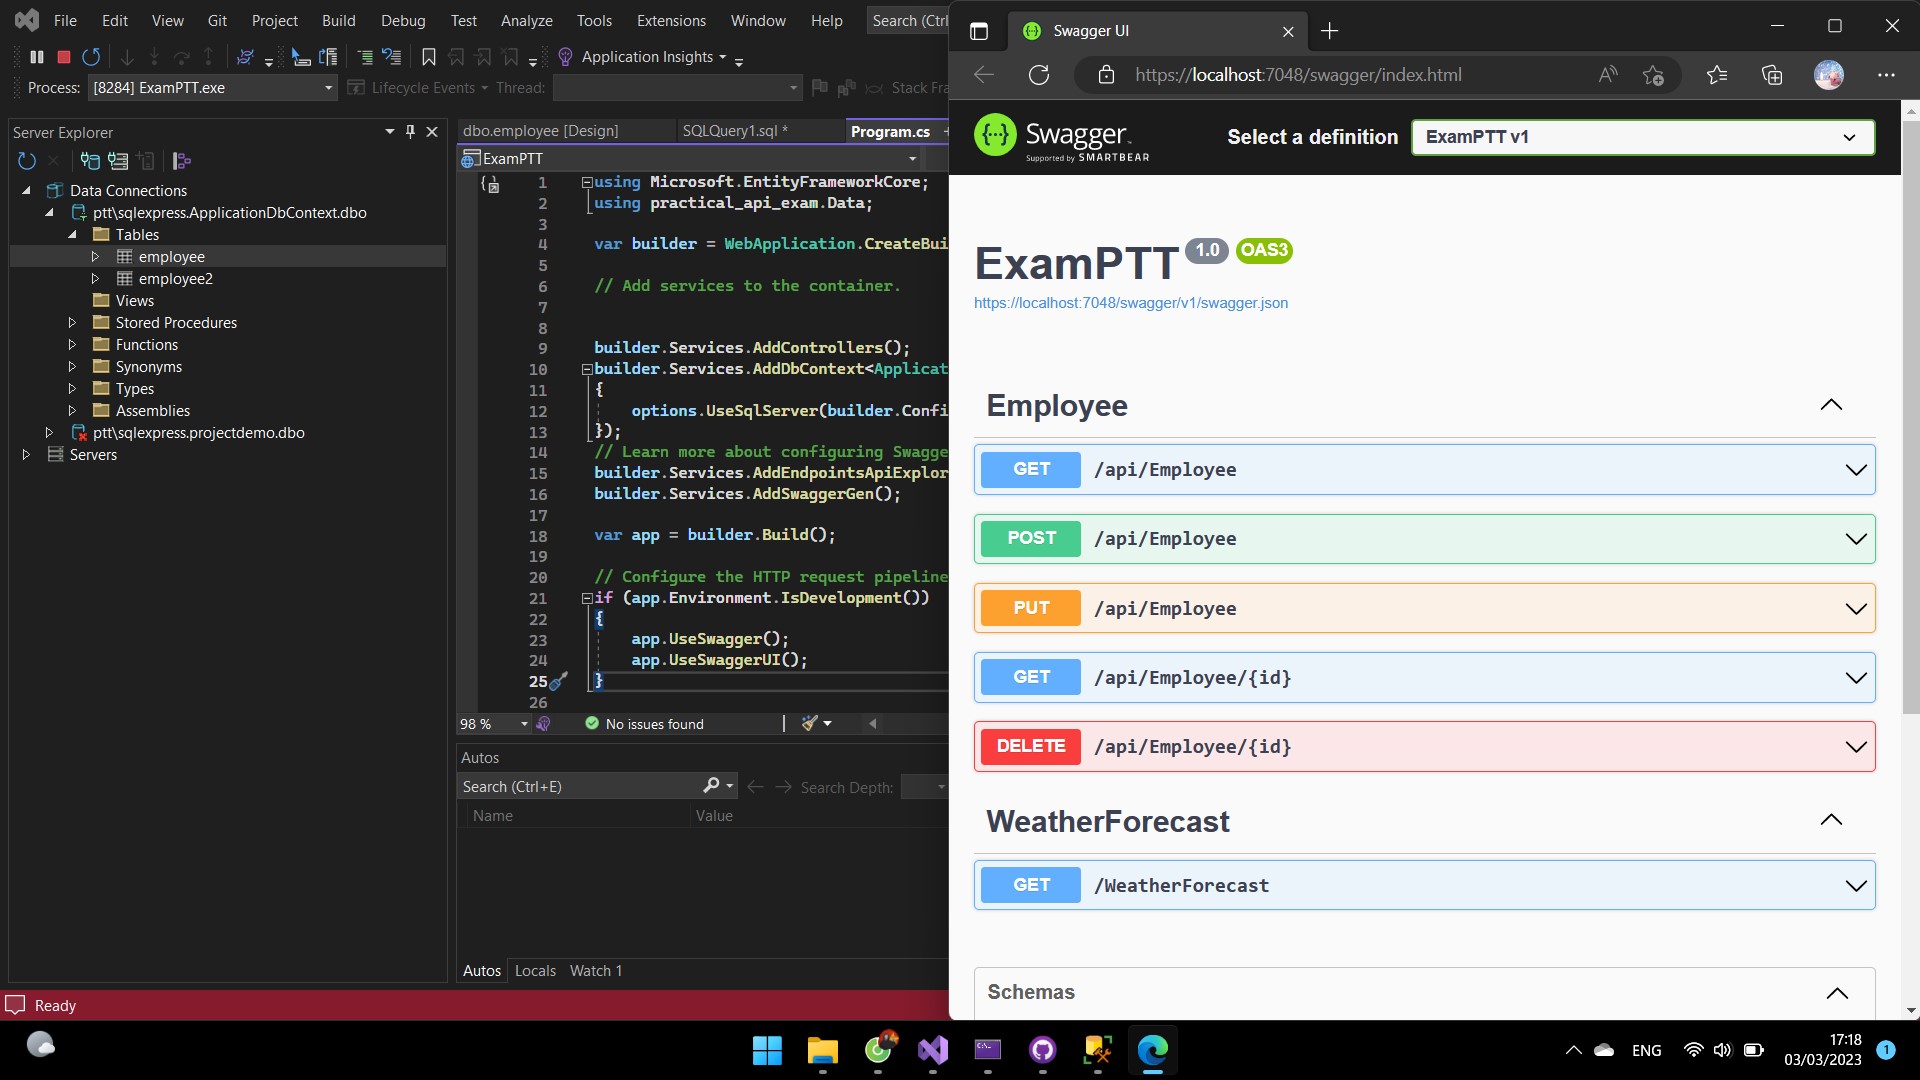 File Edit View Git Project Build Debug Test Analyze Tools Extensions Window Help Search (Ctrl
Application Insights
Process: [8284] ExamPTT.exe Lifecycle Events Thread: Stack Fra
Server Explorer
Data Connections
ptt\sqlexpress.ApplicationDbContext.dbo
Tables
employee
employee2
Views
Stored Procedures
Functions
Synonyms
Types
Assemblies
ptt\sqlexpress.projectdemo.dbo
Servers
dbo.employee [Design] SQLQuery1.sql * Program.cs
ExamPTT
1 using Microsoft.EntityFrameworkCore;
2 using practical_api_exam.Data;
3
4 var builder = WebApplication.CreateBui
5
6 // Add services to the container.
7
8
9 builder.Services.AddControllers();
10 builder.Services.AddDbContext<Applicat
11 {
12 options.UseSqlServer(builder.Confi
13 });
14 // Learn more about configuring Swagge
15 builder.Services.AddEndpointsApiExplor
16 builder.Services.AddSwaggerGen();
17
18 var app = builder.Build();
19
20 // Configure the HTTP request pipeline
21 if (app.Environment.IsDevelopment())
22 {
23 app.UseSwagger();
24 app.UseSwaggerUI();
25 }
26
98 % No issues found
Autos
Search (Ctrl+E) Search Depth:
Name Value
Autos Locals Watch 1
Ready
Swagger UI
https://localhost:7048/swagger/index.html
Swagger.
Supported by SMARTBEAR
Select a definition ExamPTT v1
ExamPTT 1.0 OAS3
https://localhost:7048/swagger/v1/swagger.json
Employee
GET /api/Employee
POST /api/Employee
PUT /api/Employee
GET /api/Employee/{id}
DELETE /api/Employee/{id}
WeatherForecast
GET /WeatherForecast
Schemas
ENG
17:18
03/03/2023
1